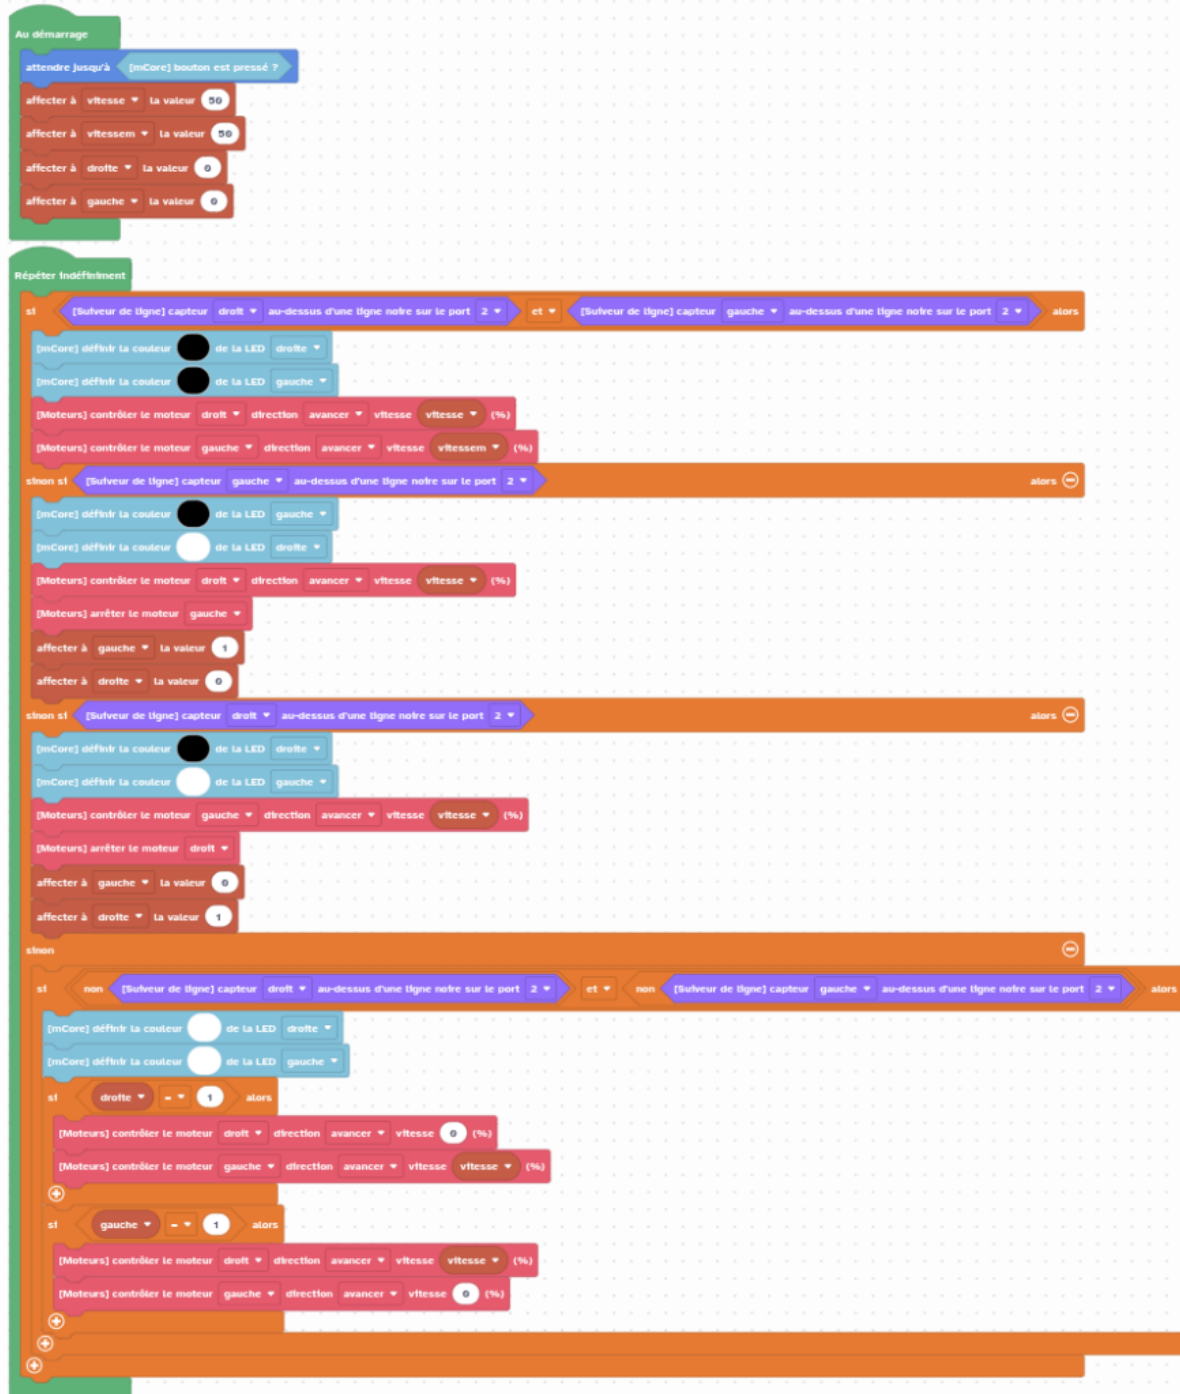 Au démarrage
attendre jusqu'à [mCore] bouton est pressé ?
affecter à vitesse la valeur 50
affecter à vitessem la valeur 50
affecter à droite la valeur 0
affecter à gauche la valeur 0
Répéter indéfiniment
si [Suiveur de ligne] capteur droit au-dessus d'une ligne noire sur le port 2 et [Suiveur de ligne] capteur gauche au-dessus d'une ligne noire sur le port 2 alors
[mCore] définir la couleur de la LED droite
[mCore] définir la couleur de la LED gauche
[Moteurs] contrôler le moteur droit direction avancer vitesse vitesse (%)
[Moteurs] contrôler le moteur gauche direction avancer vitesse vitessem (%)
sinon si [Suiveur de ligne] capteur gauche au-dessus d'une ligne noire sur le port 2 alors
[mCore] définir la couleur de la LED gauche
[mCore] définir la couleur de la LED droite
[Moteurs] contrôler le moteur droit direction avancer vitesse vitesse (%)
[Moteurs] arrêter le moteur gauche
affecter à gauche la valeur 1
affecter à droite la valeur 0
sinon si [Suiveur de ligne] capteur droit au-dessus d'une ligne noire sur le port 2 alors
[mCore] définir la couleur de la LED droite
[mCore] définir la couleur de la LED gauche
[Moteurs] contrôler le moteur gauche direction avancer vitesse vitesse (%)
[Moteurs] arrêter le moteur droit
affecter à gauche la valeur 0
affecter à droite la valeur 1
sinon
si non [Suiveur de ligne] capteur droit au-dessus d'une ligne noire sur le port 2 et non [Suiveur de ligne] capteur gauche au-dessus d'une ligne noire sur le port 2 alors
[mCore] définir la couleur de la LED droite
[mCore] définir la couleur de la LED gauche
si droite = 1 alors
[Moteurs] contrôler le moteur droit direction avancer vitesse 0 (%)
[Moteurs] contrôler le moteur gauche direction avancer vitesse vitesse (%)
si gauche = 1 alors
[Moteurs] contrôler le moteur droit direction avancer vitesse vitesse (%)
[Moteurs] contrôler le moteur gauche direction avancer vitesse 0 (%)